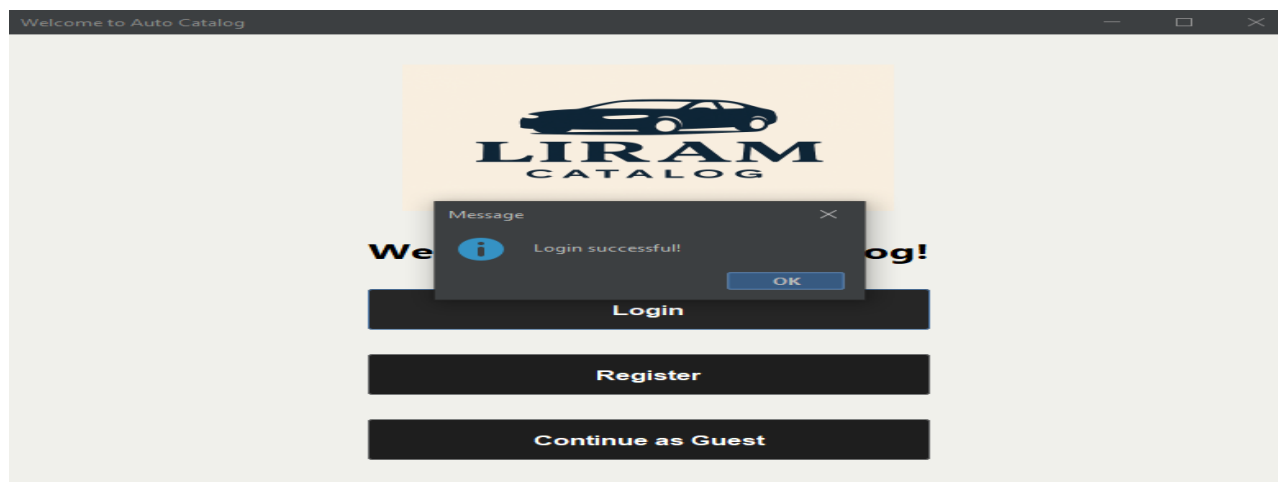 Welcome to Auto Catalog
LIRAM
CATALOG
Message
Login successful!
We og!
OK
Login
Register
Continue as Guest